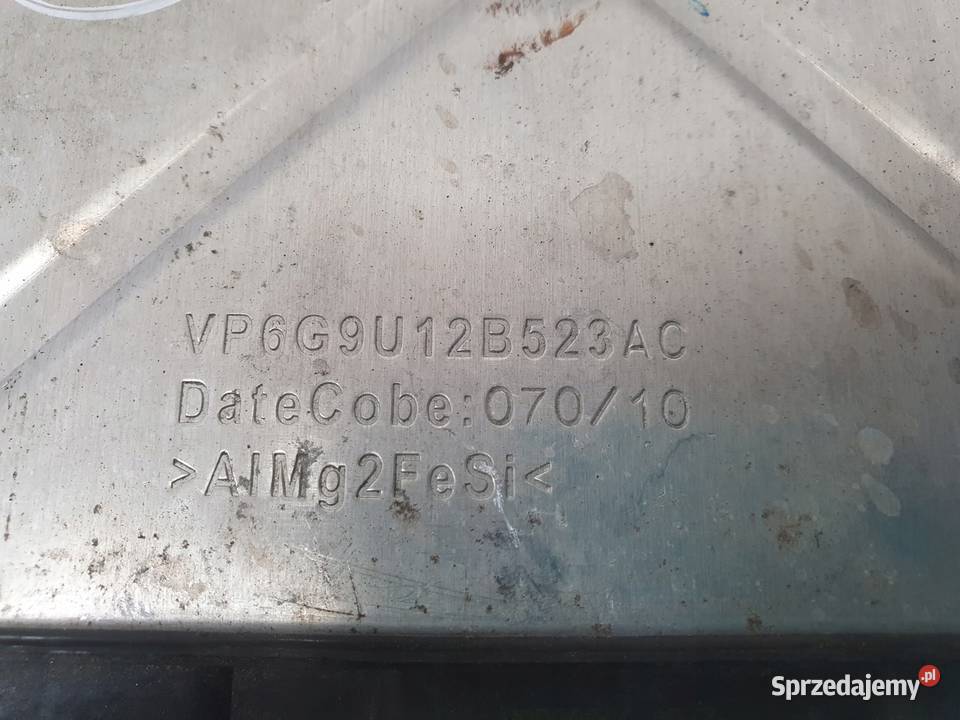 VP6G9U12B523AC
DateCobe:070/10
>AlMg2FeSi<
Sprzedajemy.pl